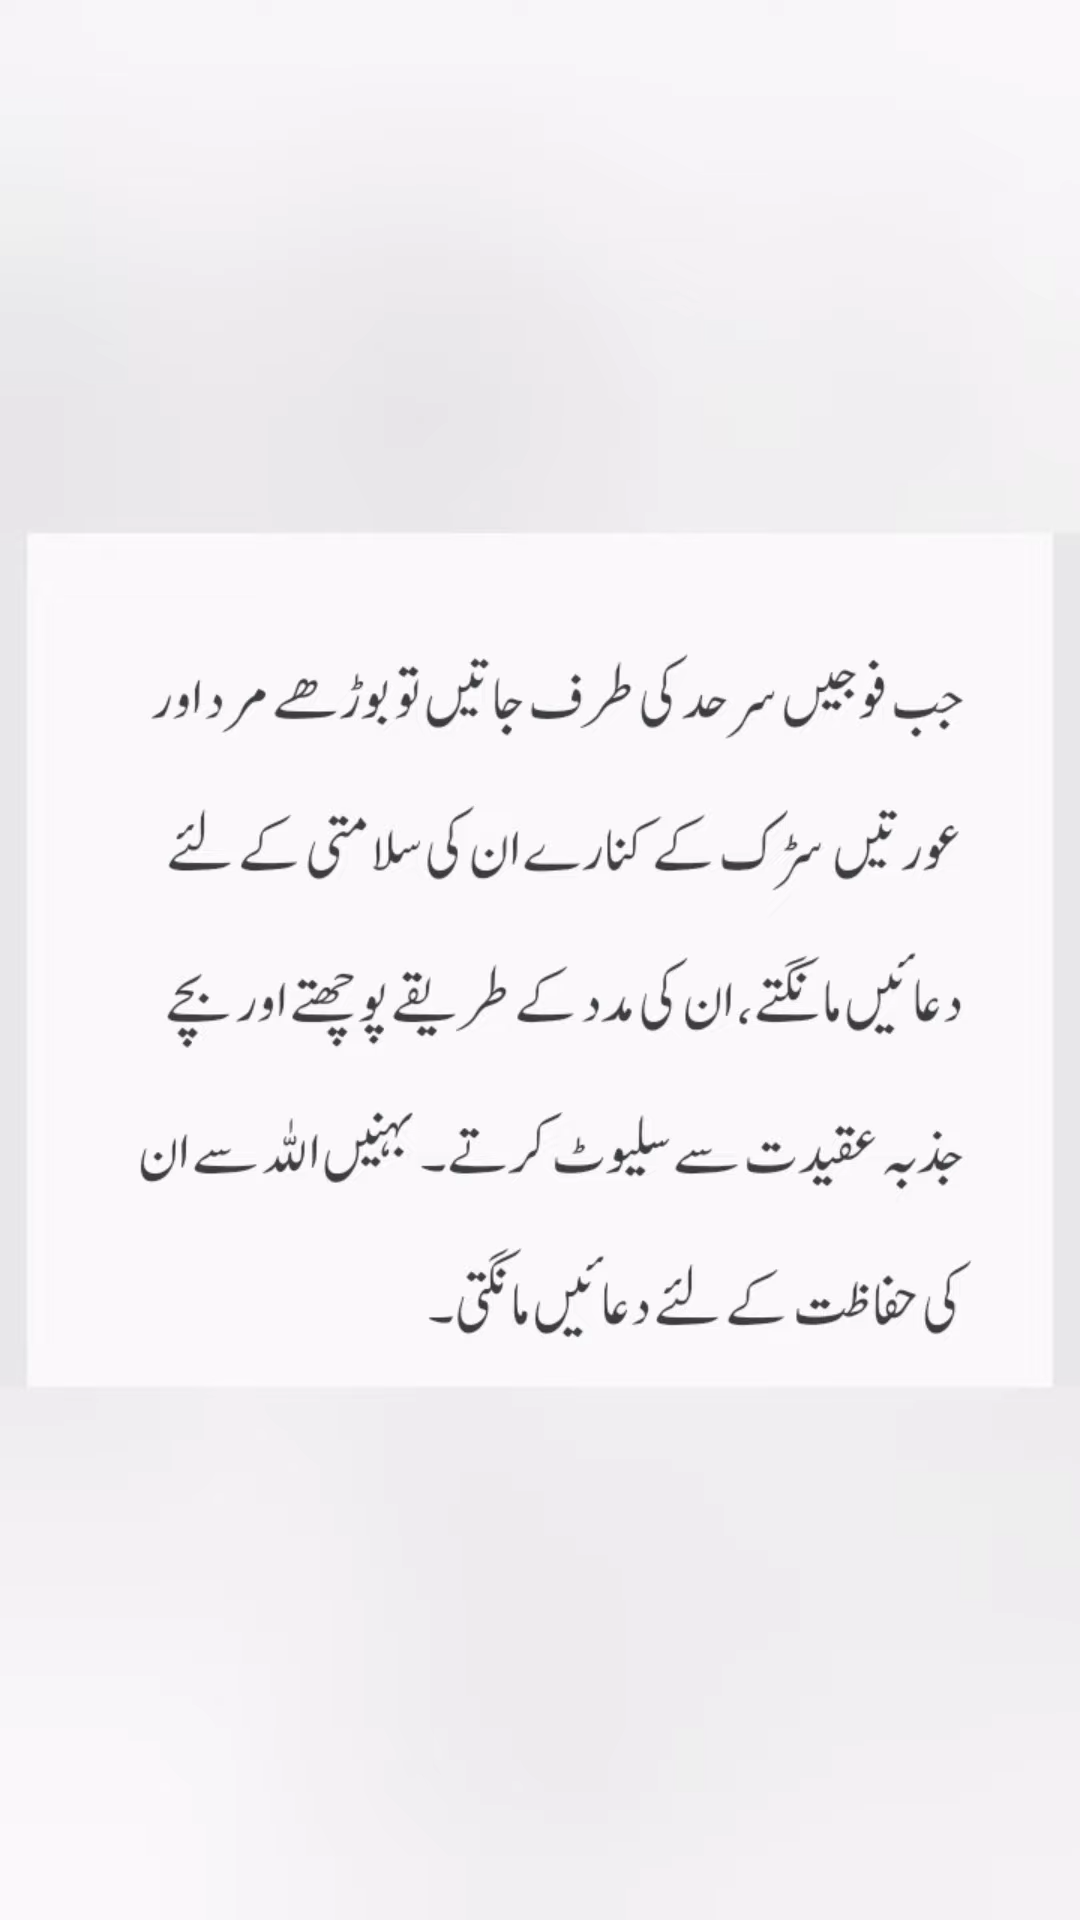 جب فوجیں سرحد کی طرف جاتیں تو بوڑھے مرد اور
عورتیں سڑک کے کنارے ان کی سلامتی کے لئے
دعائیں مانگتے، ان کی مدد کے طریقے پوچھتے اور بچے
جذبہ عقیدت سے سلیوٹ کرتے۔ بہنیں اللہ سے ان
کی حفاظت کے لئے دعائیں مانگتی۔